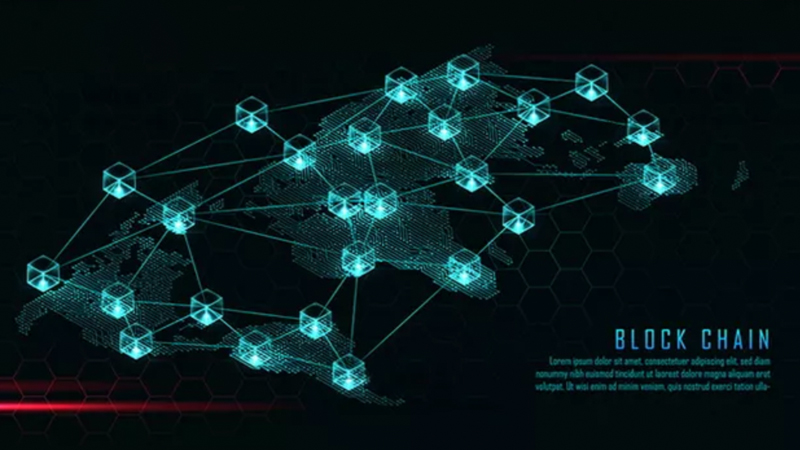 BLOCK CHAIN
Lorem ipsum dolor sit amet, consectetuer adipiscing elit, sed diam
nonummy nibh euismod tincidunt ut laoreet dolore magna aliquam erat
volutpat. Ut wisi enim ad minim veniam, quis nostrud exerci tation ulla-